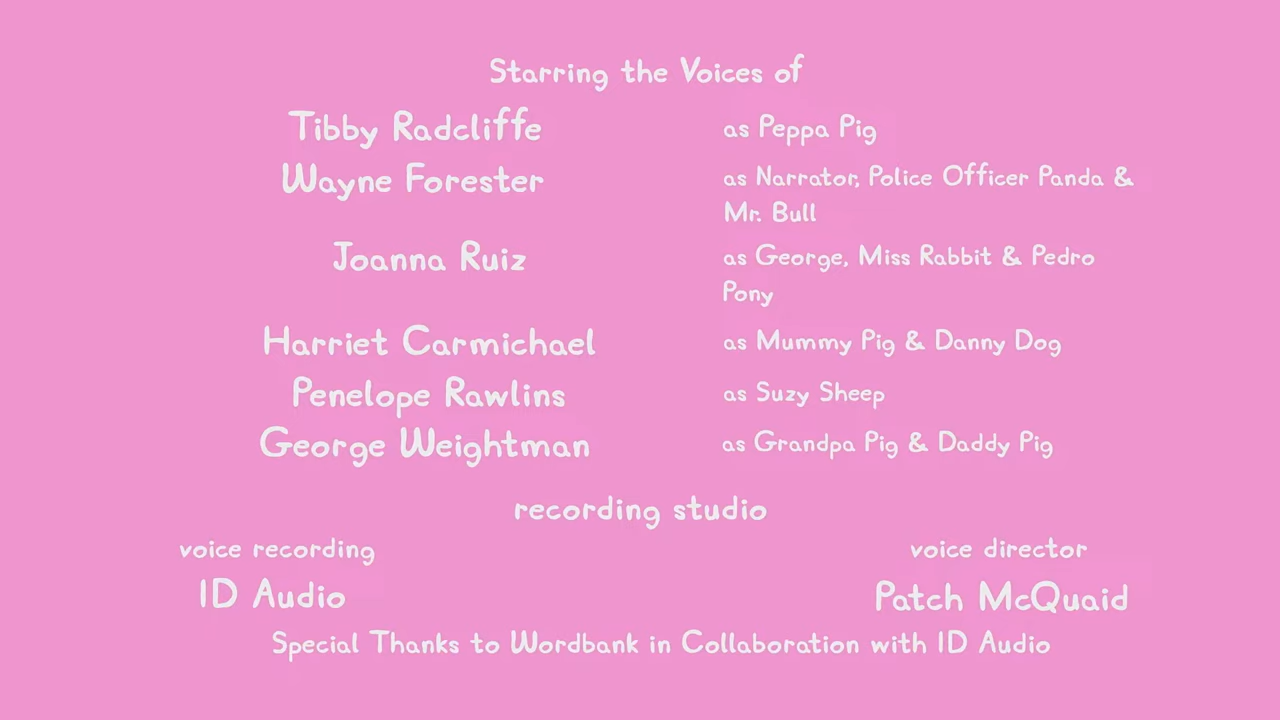 Starring the Voices of
Tibby Radcliffe as Peppa Pig
Wayne Forester as Narrator, Police Officer Panda &
Mr. Bull
Joanna Ruiz as George, Miss Rabbit & Pedro
Pony
Harriet Carmichael as Mummy Pig & Danny Dog
Penelope Rawlins as Suzy Sheep
George Weightman as Grandpa Pig & Daddy Pig
recording studio
voice recording voice director
ID Audio Patch McQuaid
Special Thanks to Wordbank in Collaboration with ID Audio